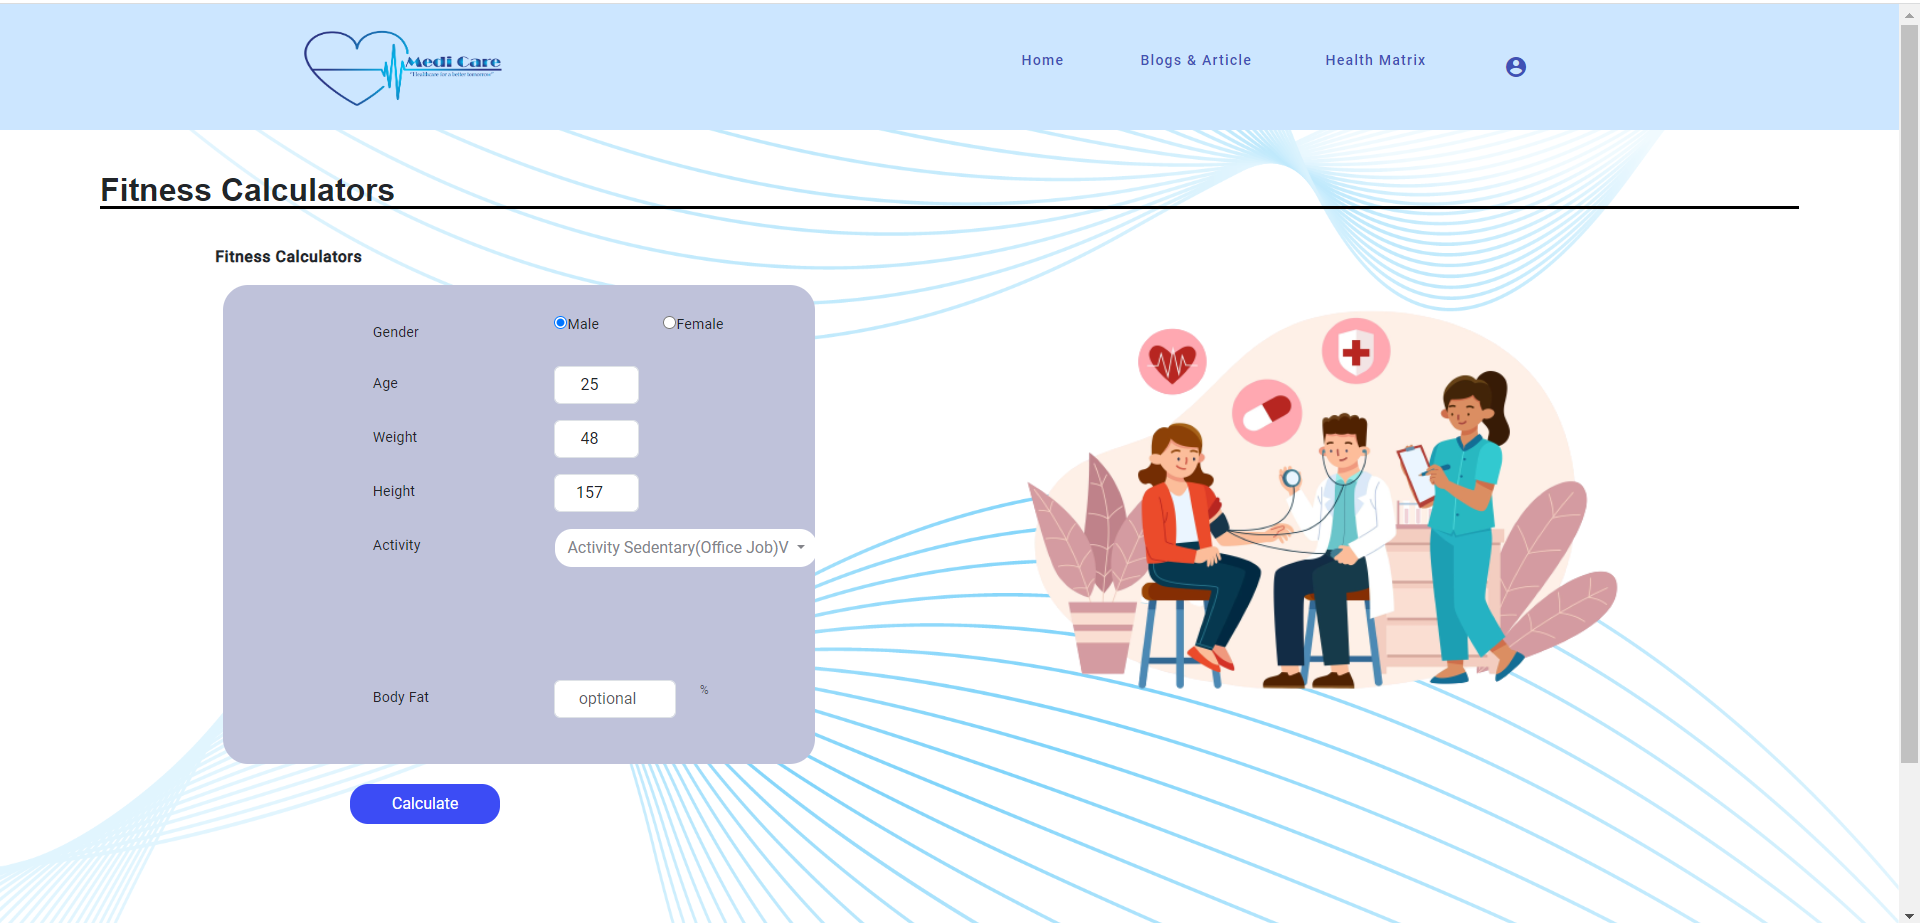 Medi Care
"Healthcare for a better tomorrow"
Home
Blogs & Article
Health Matrix
Fitness Calculators
Fitness Calculators
Gender
Male
Female
Age
25
Weight
48
Height
157
Activity
Activity Sedentary(Office Job)V
Body Fat
optional
%
Calculate